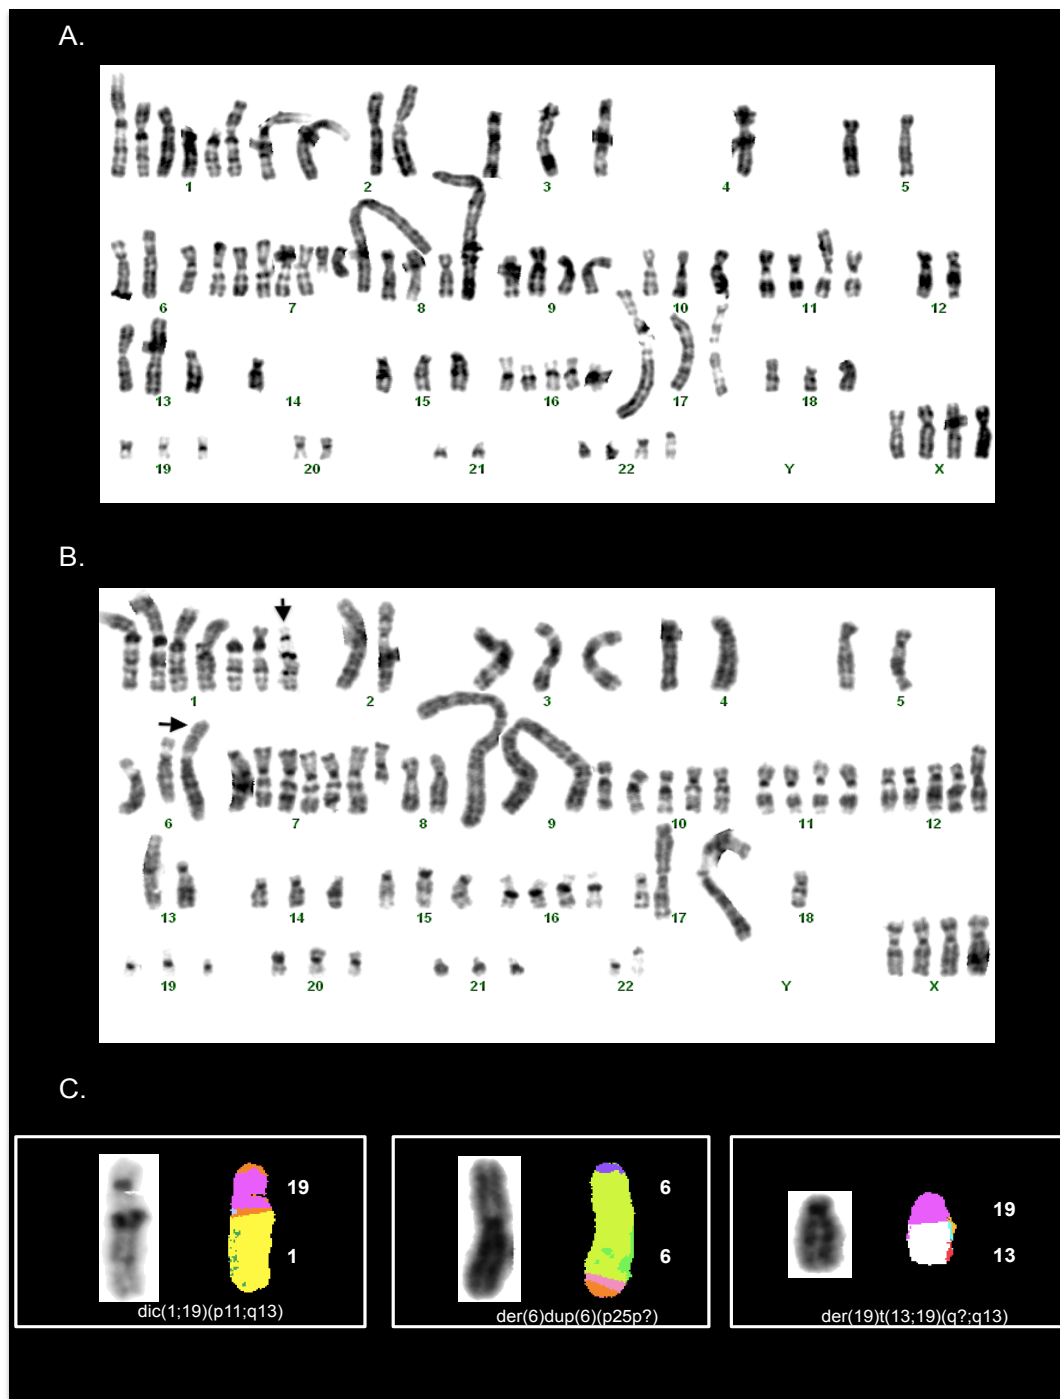 A.
1 2 3 4 5
6 7 8 9 10 11 12
13 14 15 16 17 18
19 20 21 22 Y X
B.
1 2 3 4 5
6 7 8 9 10 11 12
13 14 15 16 17 18
19 20 21 22 Y X
C.
19 6 19
1 6 13
dic(1;19)(p11;q13) der(6)dup(6)(p25p?) der(19)t(13;19)(q?;q13)